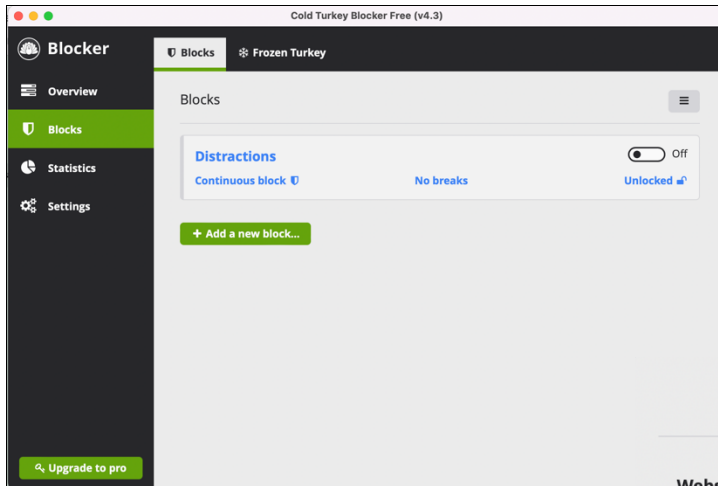 Cold Turkey Blocker Free (v4.3)
Blocker
Blocks
Frozen Turkey
Overview
Blocks
Statistics
Settings
Blocks
Distractions
Off
Continuous block
No breaks
Unlocked
+ Add a new block...
Upgrade to pro